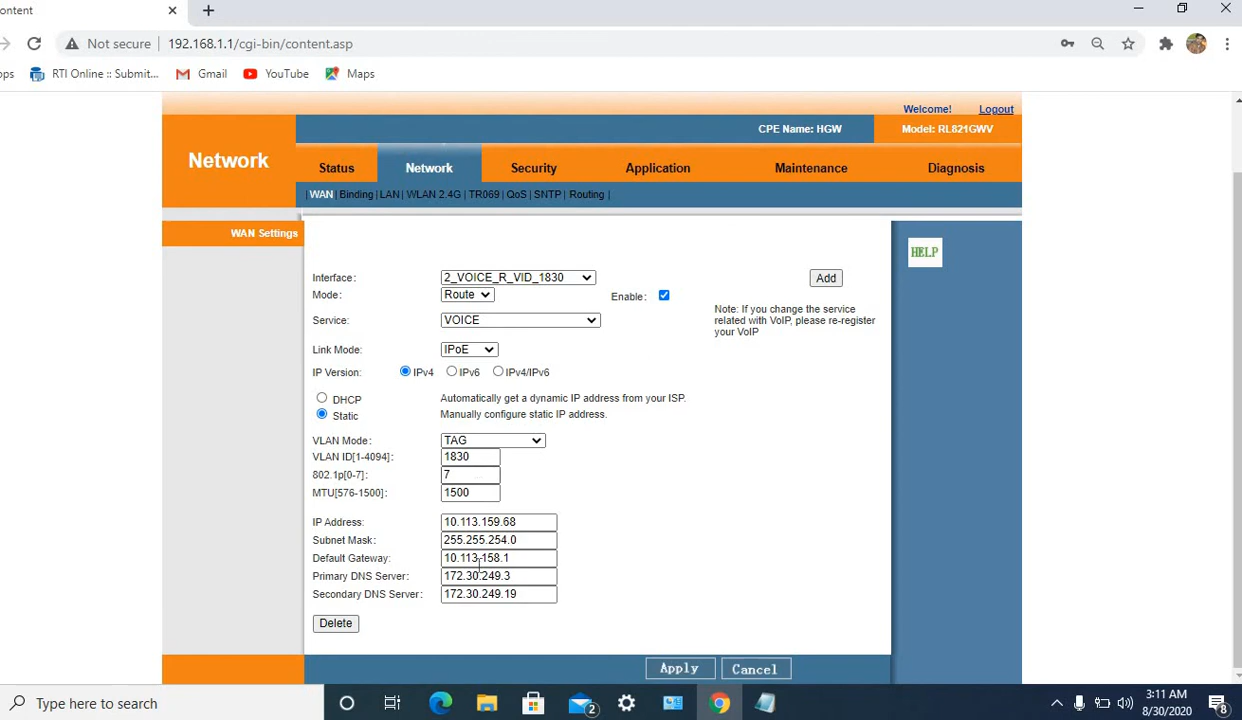 ontent
Not secure 192.168.1.1/cgi-bin/content.asp
ops RTI Online :: Submit... Gmail YouTube Maps
Welcome! Logout
CPE Name: HGW Model: RL821GWV
Network
Status Network Security Application Maintenance Diagnosis
| WAN | Binding | LAN | WLAN 2.4G | TR069 | QoS | SNTP | Routing |
WAN Settings
HELP
Interface: 2_VOICE_R_VID_1830 Add
Mode: Route Enable:
Note: If you change the service
related with VoIP, please re-register
your VoIP
Service: VOICE
Link Mode: IPoE
IP Version: IPv4 IPv6 IPv4/IPv6
DHCP Automatically get a dynamic IP address from your ISP.
Static Manually configure static IP address.
VLAN Mode: TAG
VLAN ID[1-4094]: 1830
802.1p[0-7]: 7
MTU[576-1500]: 1500
IP Address: 10.113.159.68
Subnet Mask: 255.255.254.0
Default Gateway: 10.113.158.1
Primary DNS Server: 172.30.249.3
Secondary DNS Server: 172.30.249.19
Delete
Apply Cancel
Type here to search
2
3:11 AM
8/30/2020
8